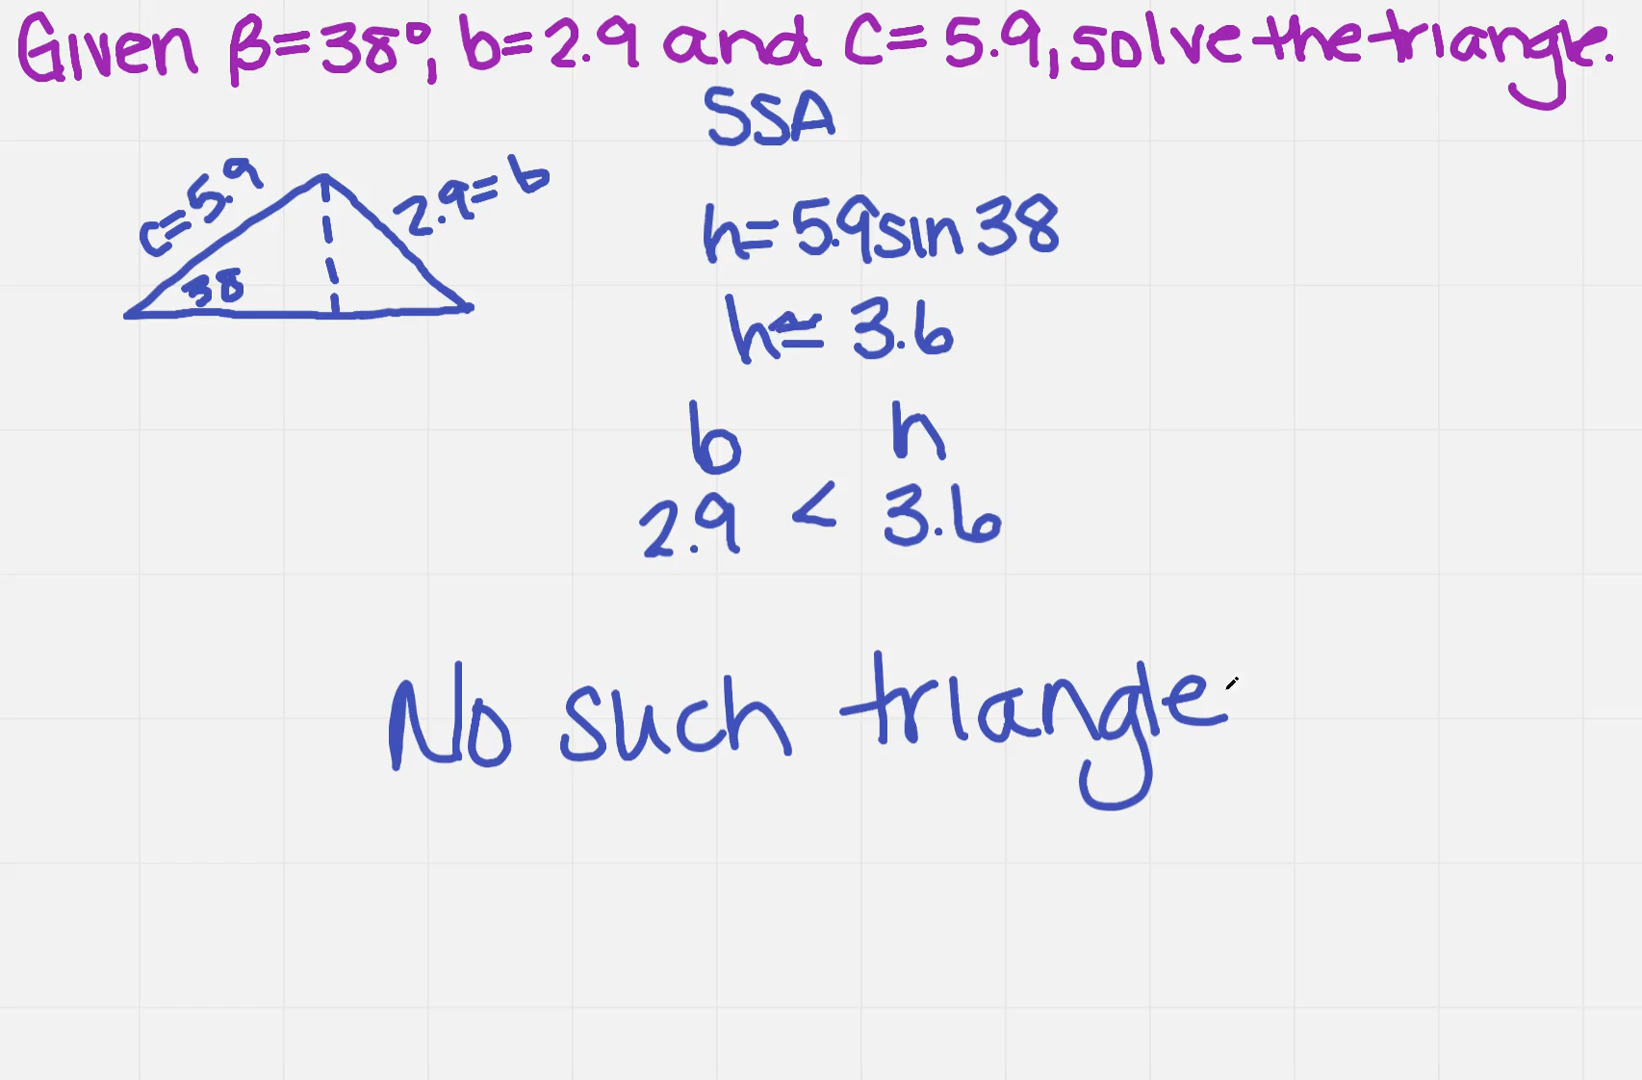 Given β=38°, b=2.9 and C=5.9, solve the triangle.
SSA
c=5.9
2.9=b
38
h=5.9sin38
h≃3.6
b h
2.9 < 3.6
No such triangle